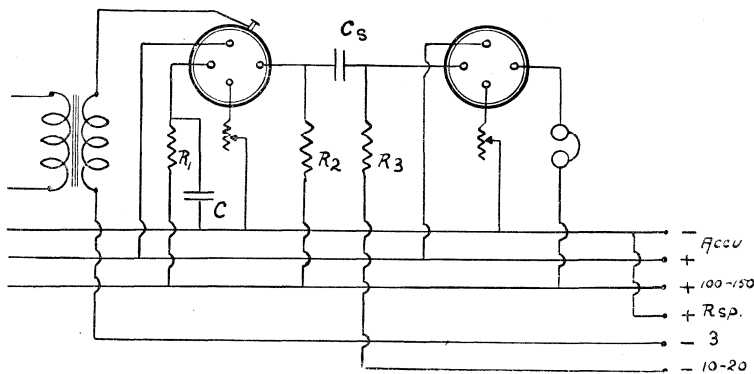 Cs
R1
C
R2
R3
− Accu
+
+ 100-150
+ Rsp.
− 3
− 10-20